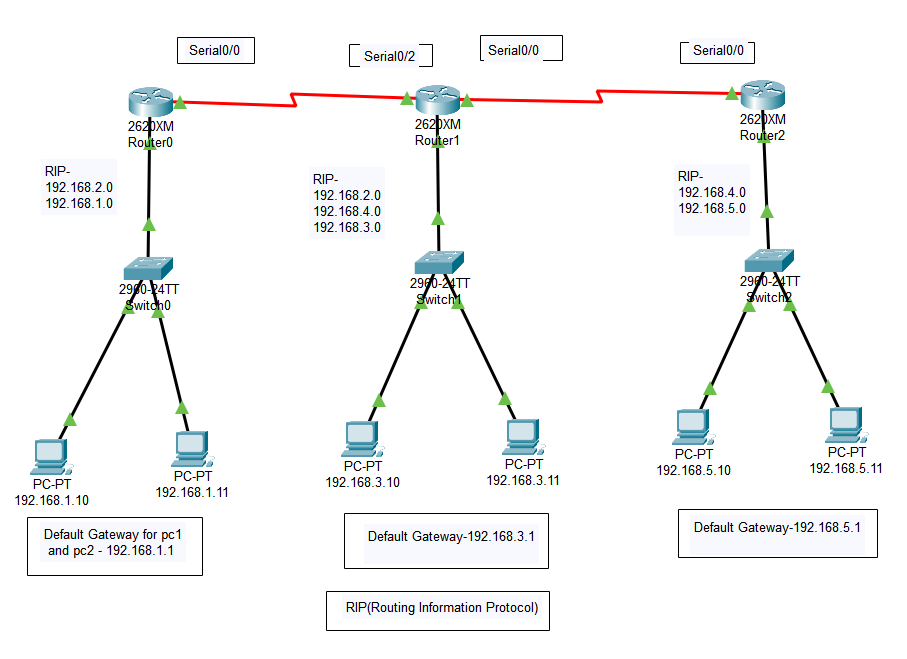 Serial0/0
Serial0/2
Serial0/0
Serial0/0
2620XM
Router0
2620XM
Router1
2620XM
Router2
RIP-
192.168.2.0
192.168.1.0
RIP-
192.168.2.0
192.168.4.0
192.168.3.0
RIP-
192.168.4.0
192.168.5.0
2960-24TT
Switch0
2960-24TT
Switch1
2960-24TT
Switch2
PC-PT
192.168.1.10
PC-PT
192.168.1.11
PC-PT
192.168.3.10
PC-PT
192.168.3.11
PC-PT
192.168.5.10
PC-PT
192.168.5.11
Default Gateway for pc1
and pc2 - 192.168.1.1
Default Gateway-192.168.3.1
Default Gateway-192.168.5.1
RIP(Routing Information Protocol)